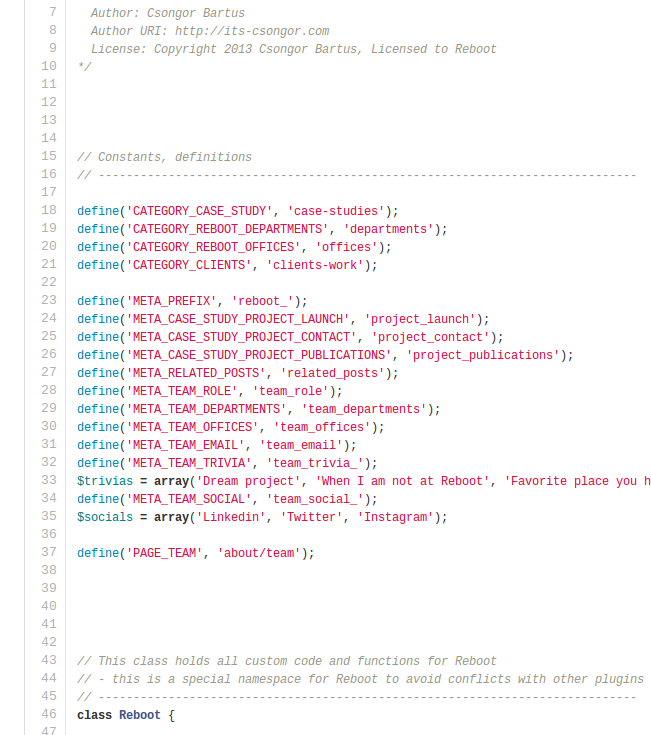 7 Author: Csongor Bartus
8 Author URI: http://its-csongor.com
9 License: Copyright 2013 Csongor Bartus, Licensed to Reboot
10 */
11
12
13
14
15 // Constants, definitions
16 // -----------------------------------------------------------------------------
17
18 define('CATEGORY_CASE_STUDY', 'case-studies');
19 define('CATEGORY_REBOOT_DEPARTMENTS', 'departments');
20 define('CATEGORY_REBOOT_OFFICES', 'offices');
21 define('CATEGORY_CLIENTS', 'clients-work');
22
23 define('META_PREFIX', 'reboot_');
24 define('META_CASE_STUDY_PROJECT_LAUNCH', 'project_launch');
25 define('META_CASE_STUDY_PROJECT_CONTACT', 'project_contact');
26 define('META_CASE_STUDY_PROJECT_PUBLICATIONS', 'project_publications');
27 define('META_RELATED_POSTS', 'related_posts');
28 define('META_TEAM_ROLE', 'team_role');
29 define('META_TEAM_DEPARTMENTS', 'team_departments');
30 define('META_TEAM_OFFICES', 'team_offices');
31 define('META_TEAM_EMAIL', 'team_email');
32 define('META_TEAM_TRIVIA', 'team_trivia_');
33 $trivias = array('Dream project', 'When I am not at Reboot', 'Favorite place you h
34 define('META_TEAM_SOCIAL', 'team_social_');
35 $socials = array('Linkedin', 'Twitter', 'Instagram');
36
37 define('PAGE_TEAM', 'about/team');
38
39
40
41
42
43 // This class holds all custom code and functions for Reboot
44 // - this is a special namespace for Reboot to avoid conflicts with other plugins
45 // -----------------------------------------------------------------------------
46 class Reboot {
47